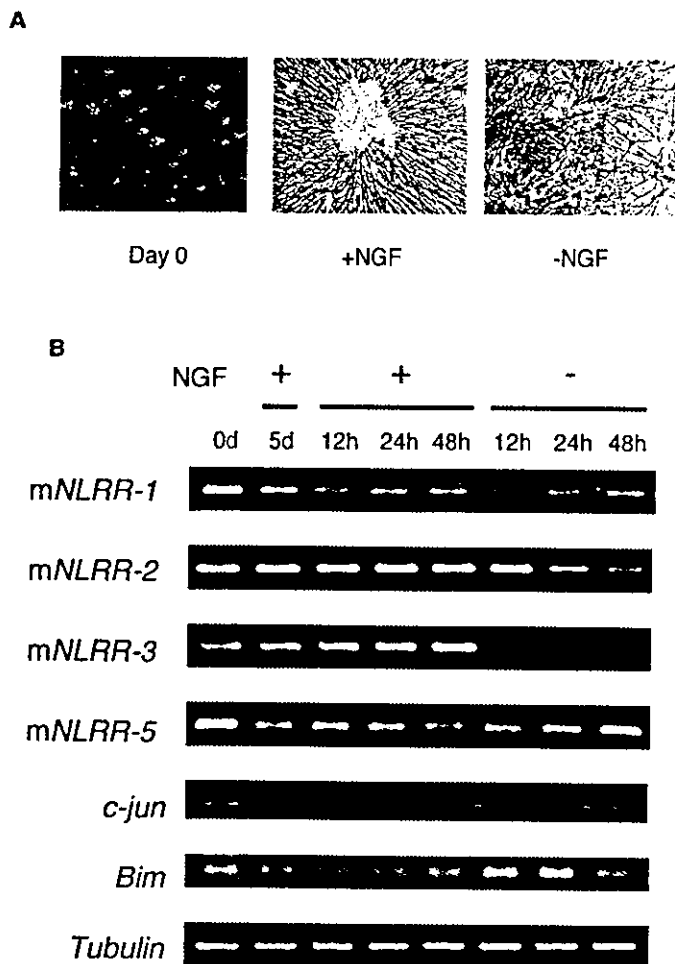 A
Day 0 +NGF -NGF
B
NGF + + -
0d 5d 12h 24h 48h 12h 24h 48h
mNLRR-1
mNLRR-2
mNLRR-3
mNLRR-5
c-jun
Bim
Tubulin